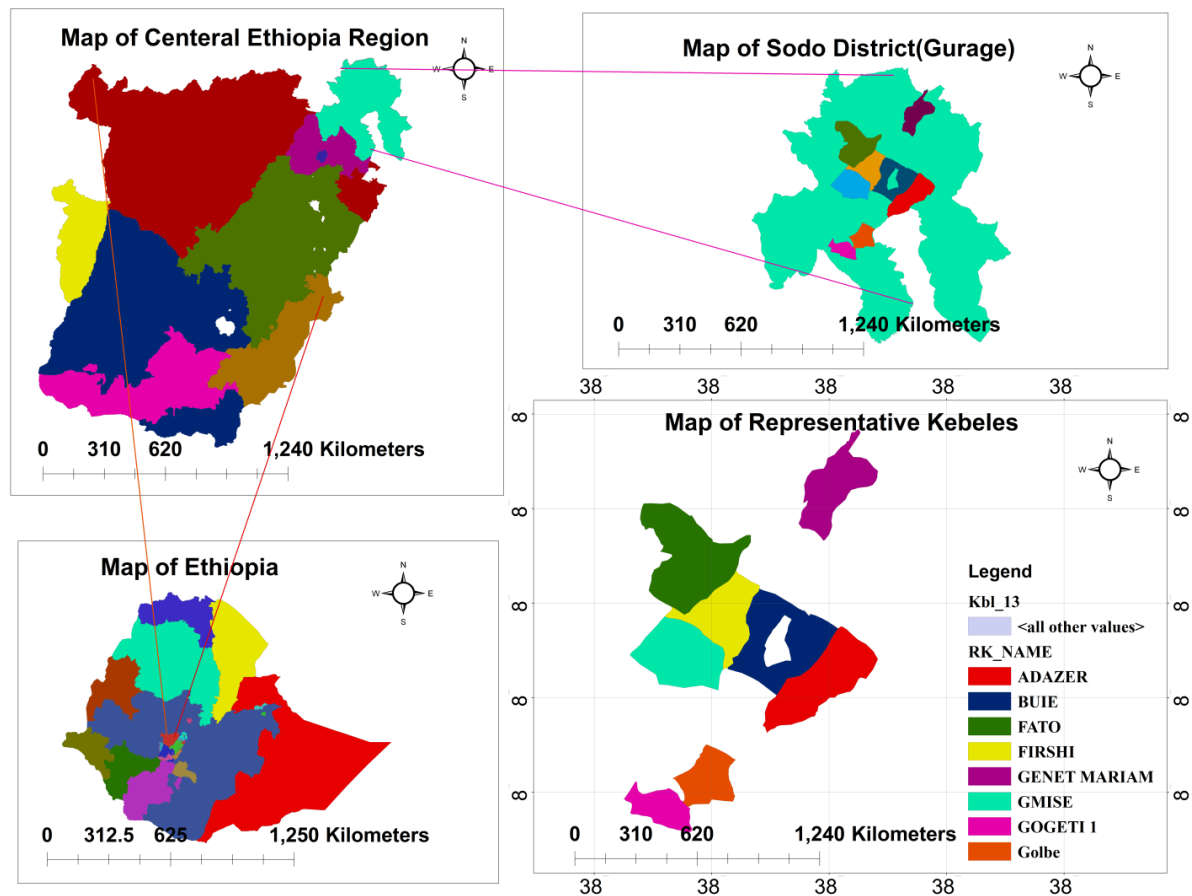 Map of Centeral Ethiopia Region
N
W E
S
0 310 620 1,240 Kilometers
Map of Sodo District(Gurage)
N
W E
S
0 310 620 1,240 Kilometers
Map of Ethiopia
N
W E
S
0 312.5 625 1,250 Kilometers
38 38 38 38 38
Map of Representative Kebeles
N
W E
S
8 8
8 8
8 8
8 8
8 8
Legend
Kbl_13
<all other values>
RK_NAME
ADAZER
BUIE
FATO
FIRSHI
GENET MARIAM
GMISE
GOGETI 1
Golbe
0 310 620 1,240 Kilometers
38 38 38 38 38